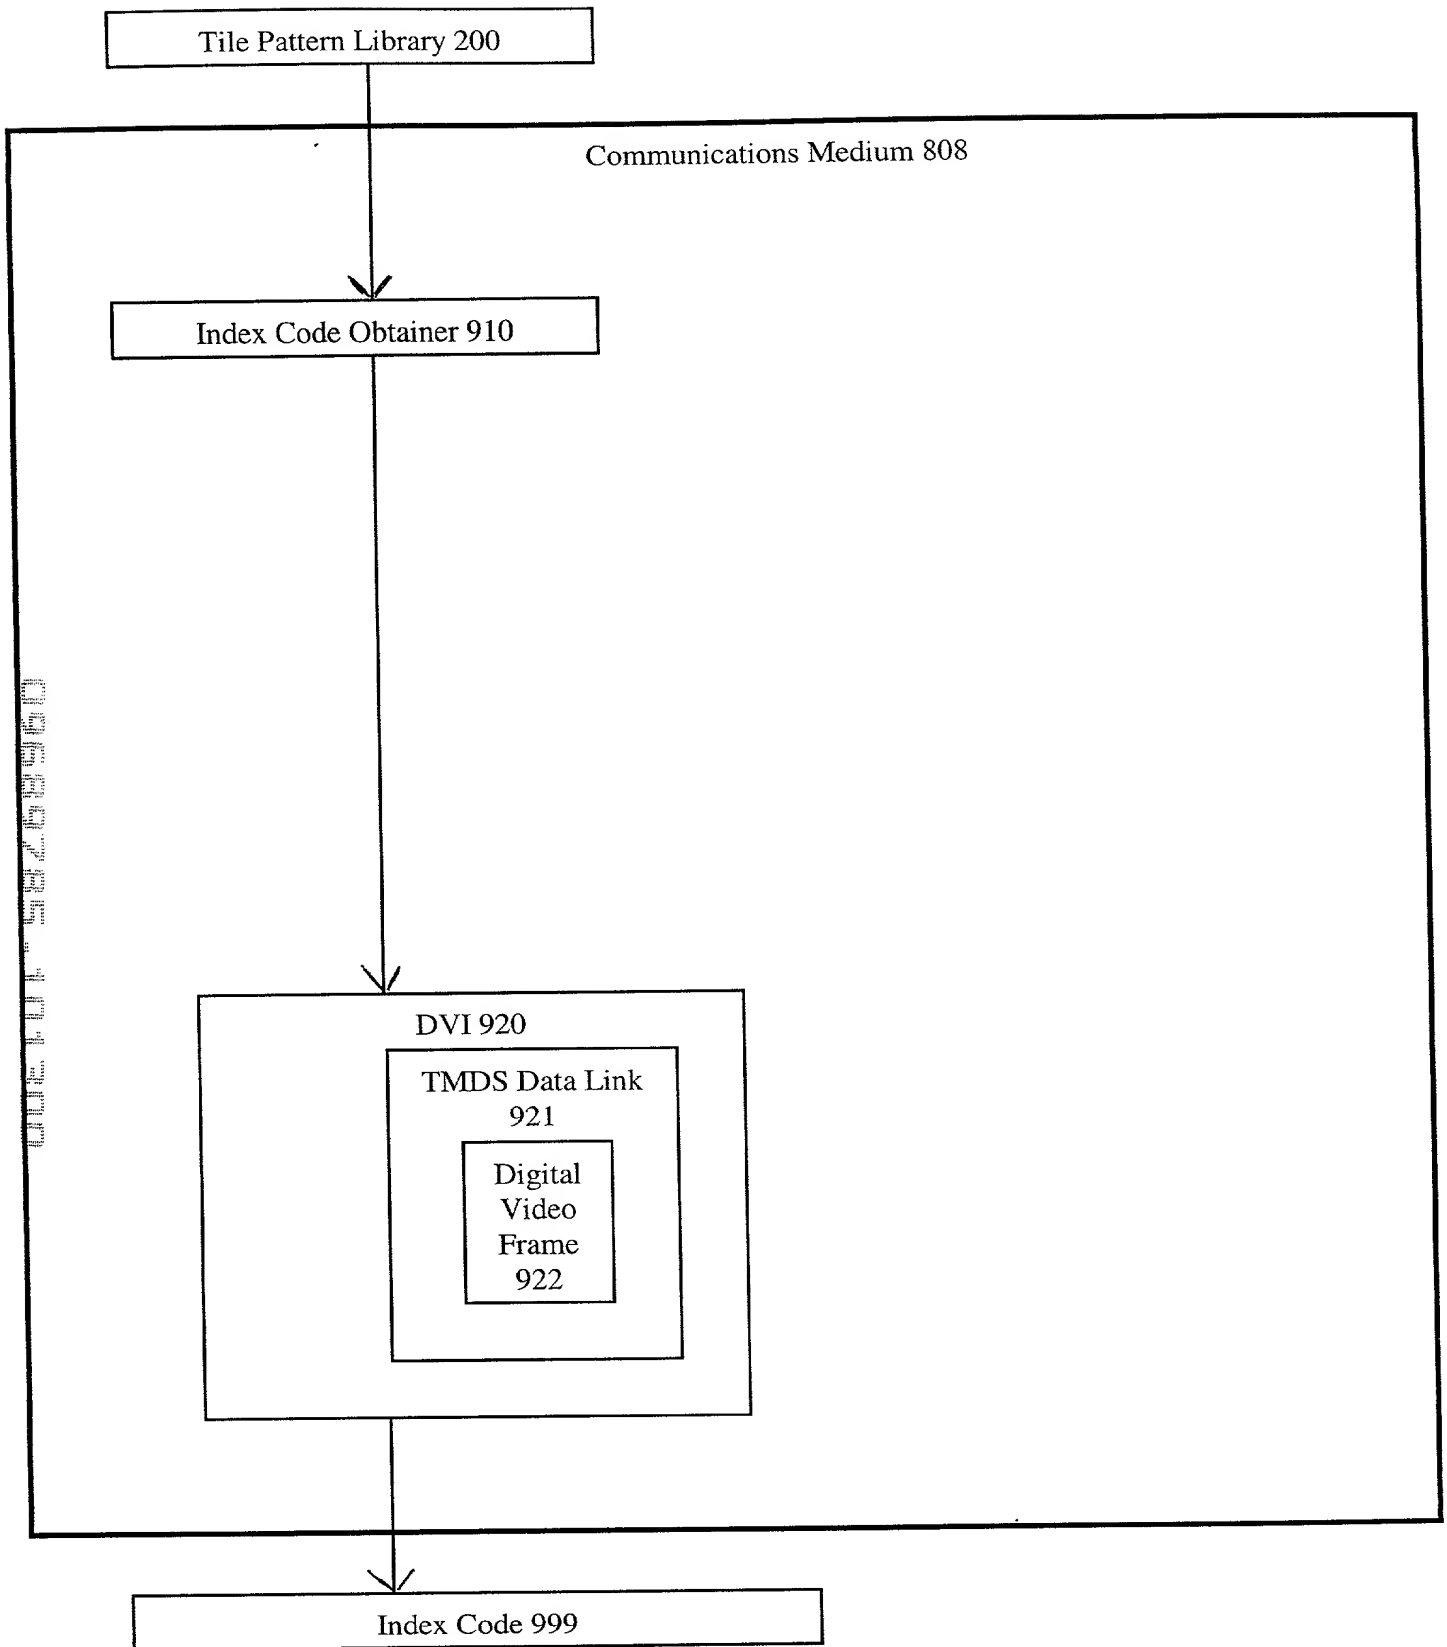 Tile Pattern Library 200
Communications Medium 808
Index Code Obtainer 910
DVI 920
TMDS Data Link
921
Digital
Video
Frame
922
Index Code 999